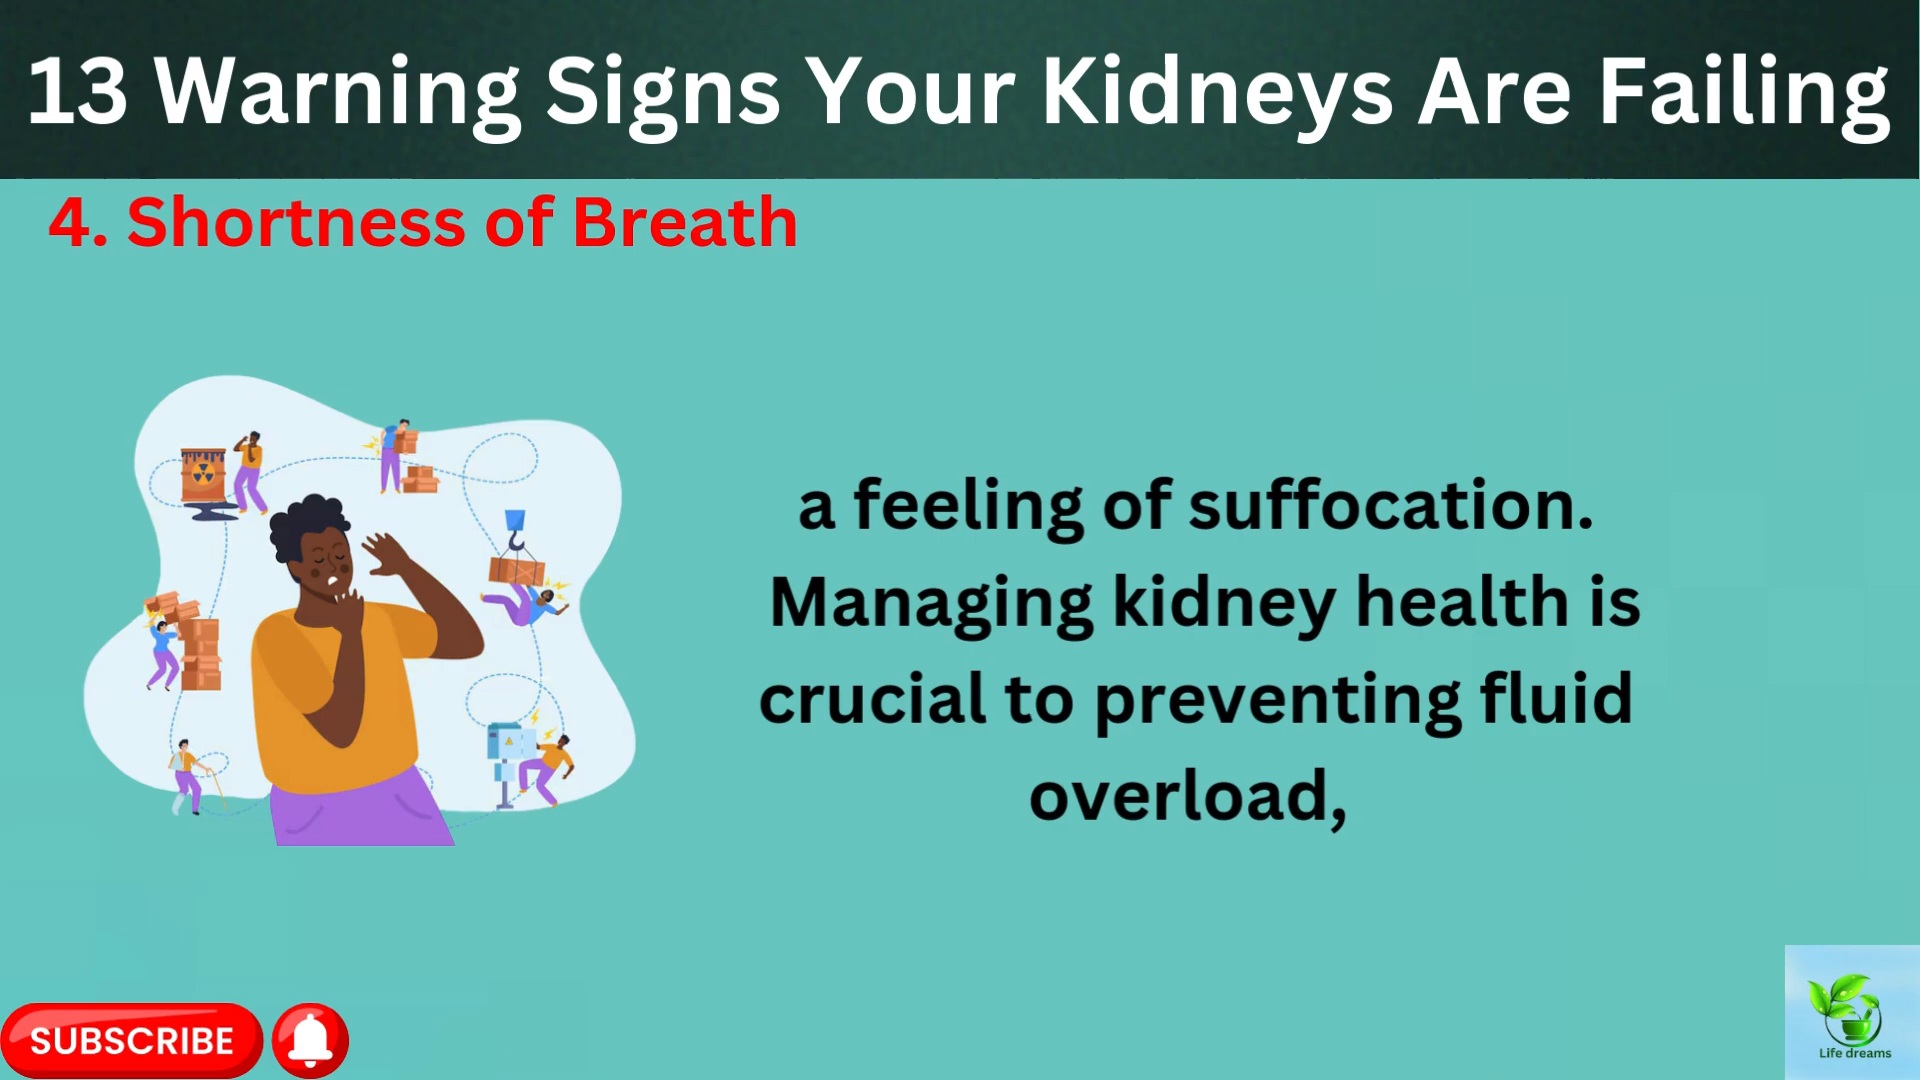 13 Warning Signs Your Kidneys Are Failing
4. Shortness of Breath
a feeling of suffocation.
Managing kidney health is
crucial to preventing fluid
overload,
SUBSCRIBE
Life dreams